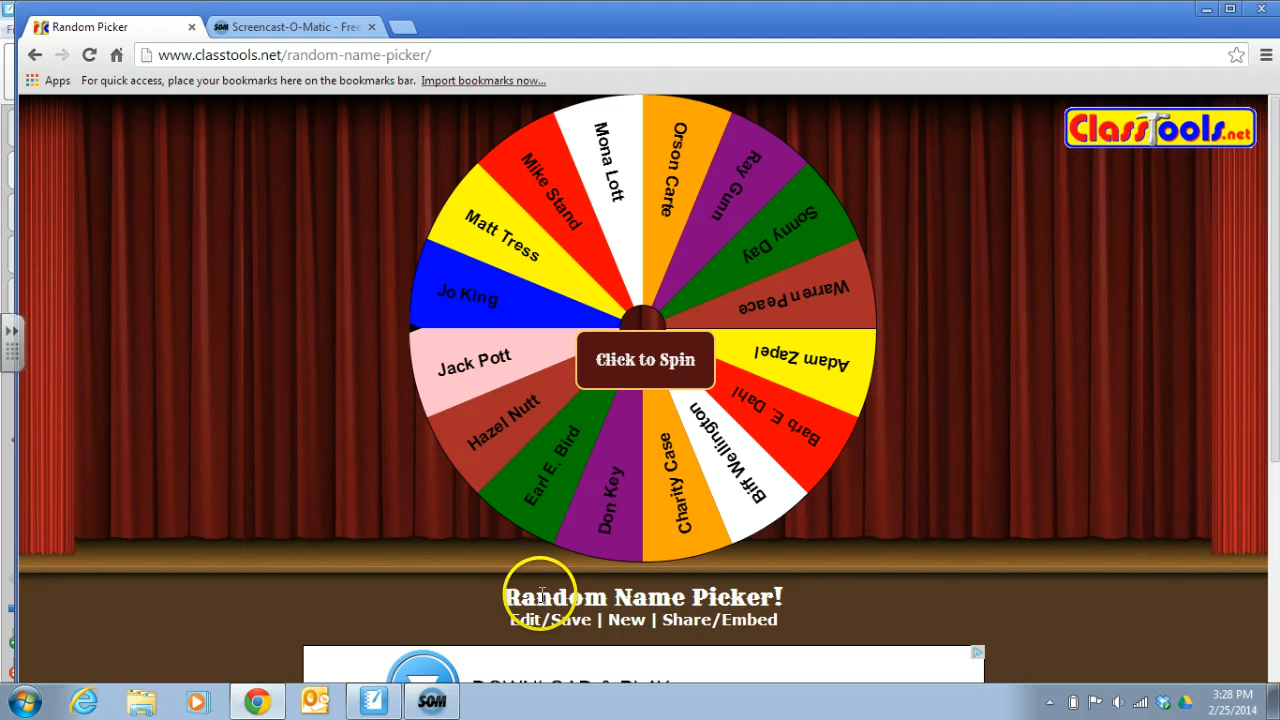 Random Picker
Screencast-O-Matic - Free
www.classtools.net/random-name-picker/
Apps For quick access, place your bookmarks here on the bookmarks bar. Import bookmarks now...
ClassTools.net
Mona Lott
Orson Carte
Ray Gunn
Sonny Day
Warren Peace
Adam Zapel
Barb E. Dahl
Biff Wellington
Charity Case
Don Key
Earl E. Bird
Hazel Nutt
Jack Pott
Jo King
Matt Tress
Mike Stand
Click to Spin
Random Name Picker!
Edit/Save | New | Share/Embed
DOWNLOAD & PLAY
SOM
3:28 PM
2/25/2014